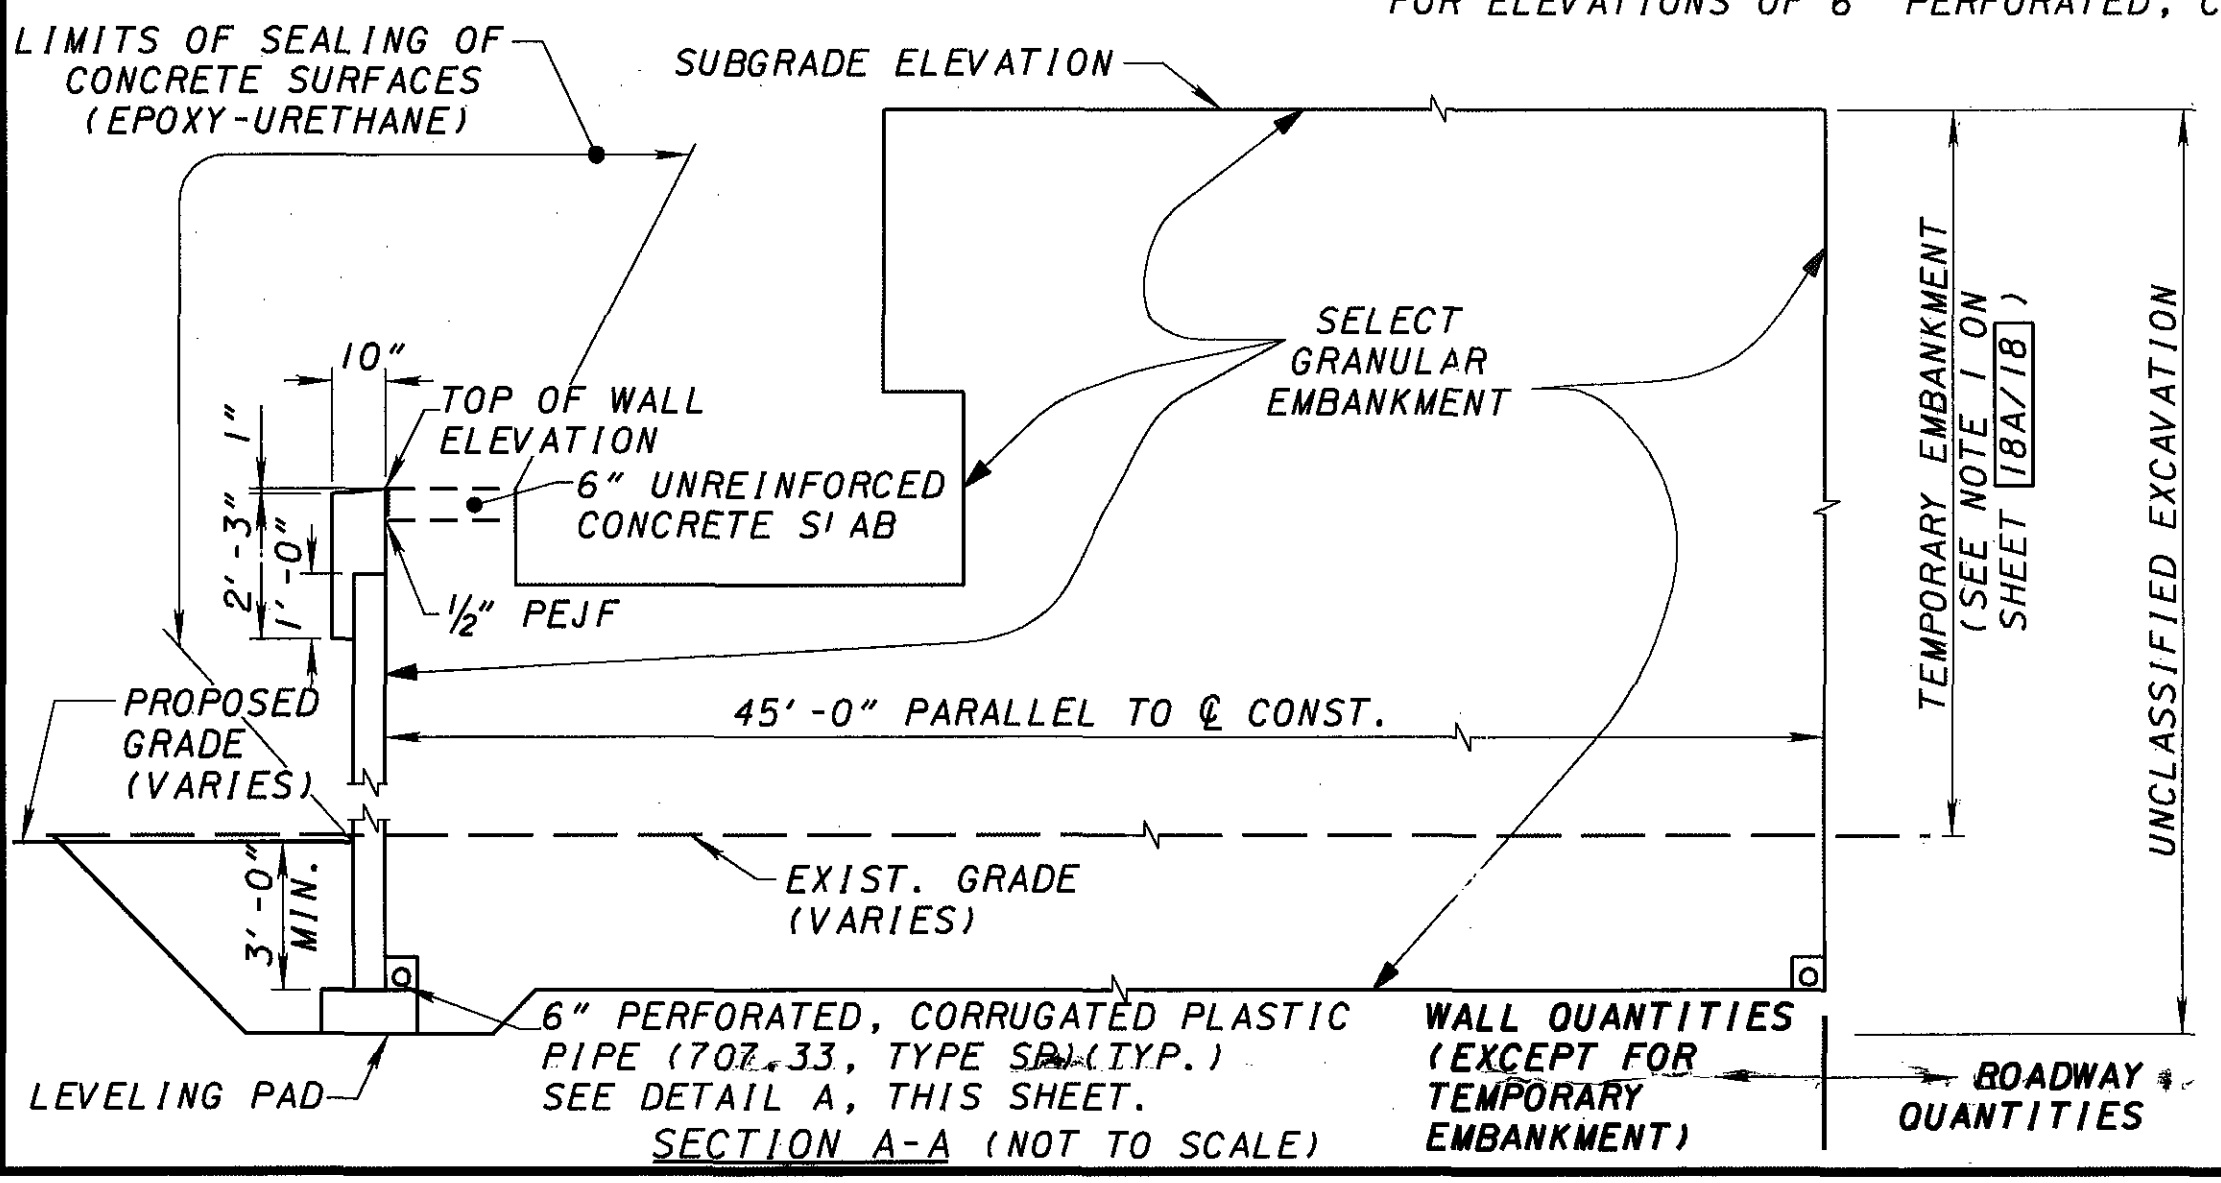 FOR ELEVATIONS OF 6" PERFORATED, C
LIMITS OF SEALING OF
CONCRETE SURFACES
(EPOXY-URETHANE)
SUBGRADE ELEVATION
SELECT
GRANULAR
EMBANKMENT
10"
TOP OF WALL
ELEVATION
1"
2'-3"
1'-0"
6" UNREINFORCED
CONCRETE SLAB
½" PEJF
PROPOSED
GRADE
(VARIES)
45'-0" PARALLEL TO ℄ CONST.
TEMPORARY EMBANKMENT
(SEE NOTE 1 ON
SHEET 18A/18)
UNCLASSIFIED EXCAVATION
3'-0"
MIN.
EXIST. GRADE
(VARIES)
6" PERFORATED, CORRUGATED PLASTIC
PIPE (707.33, TYPE SP)(TYP.)
SEE DETAIL A, THIS SHEET.
LEVELING PAD
WALL QUANTITIES
(EXCEPT FOR
TEMPORARY
EMBANKMENT)
ROADWAY
QUANTITIES
SECTION A-A (NOT TO SCALE)